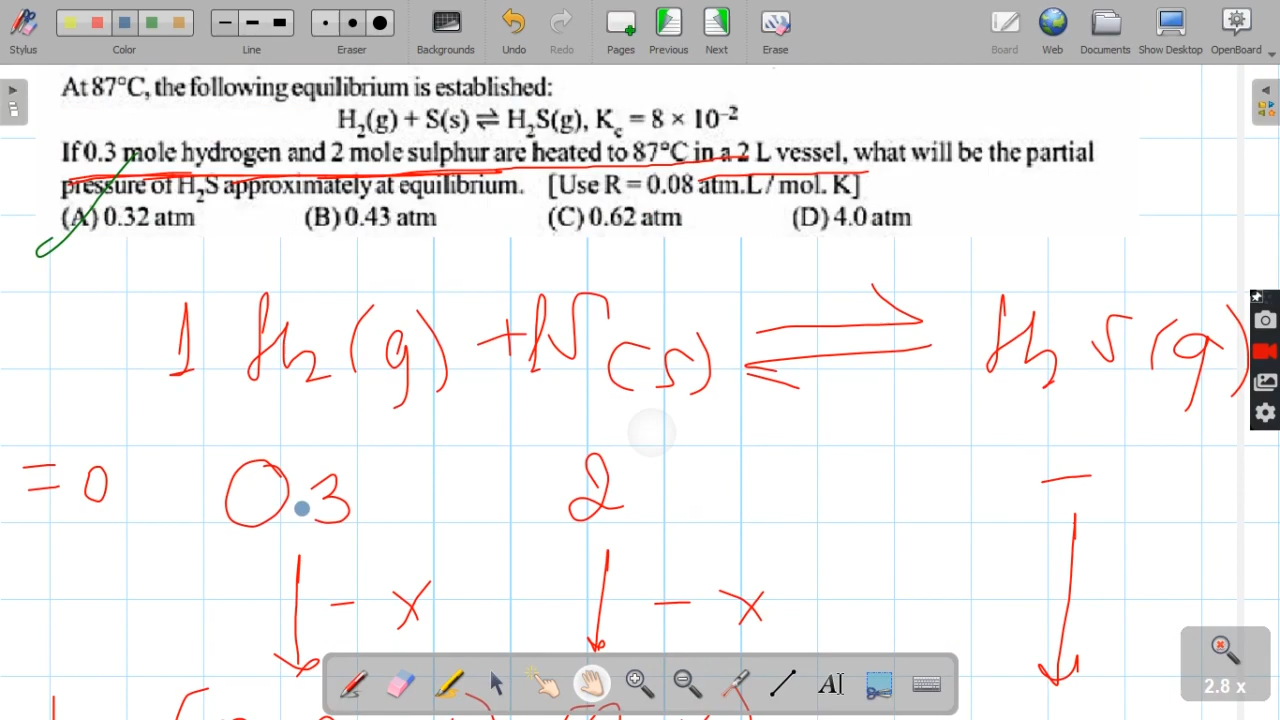 Stylus Color Line Eraser Backgrounds Undo Redo Pages Previous Next Erase Board Web Documents Show Desktop OpenBoard
At 87°C, the following equilibrium is established:
H₂(g) + S(s) ⇌ H₂S(g), K꜀ = 8 × 10⁻²
If 0.3 mole hydrogen and 2 mole sulphur are heated to 87°C in a 2 L vessel, what will be the partial
pressure of H₂S approximately at equilibrium. [Use R = 0.08 atm.L / mol. K]
(A) 0.32 atm (B) 0.43 atm (C) 0.62 atm (D) 4.0 atm
1 H₂ (g) + 1 S (s) ⇌ H₂ S (g)
= 0 0.3 2 –
– x – x
2.8 x